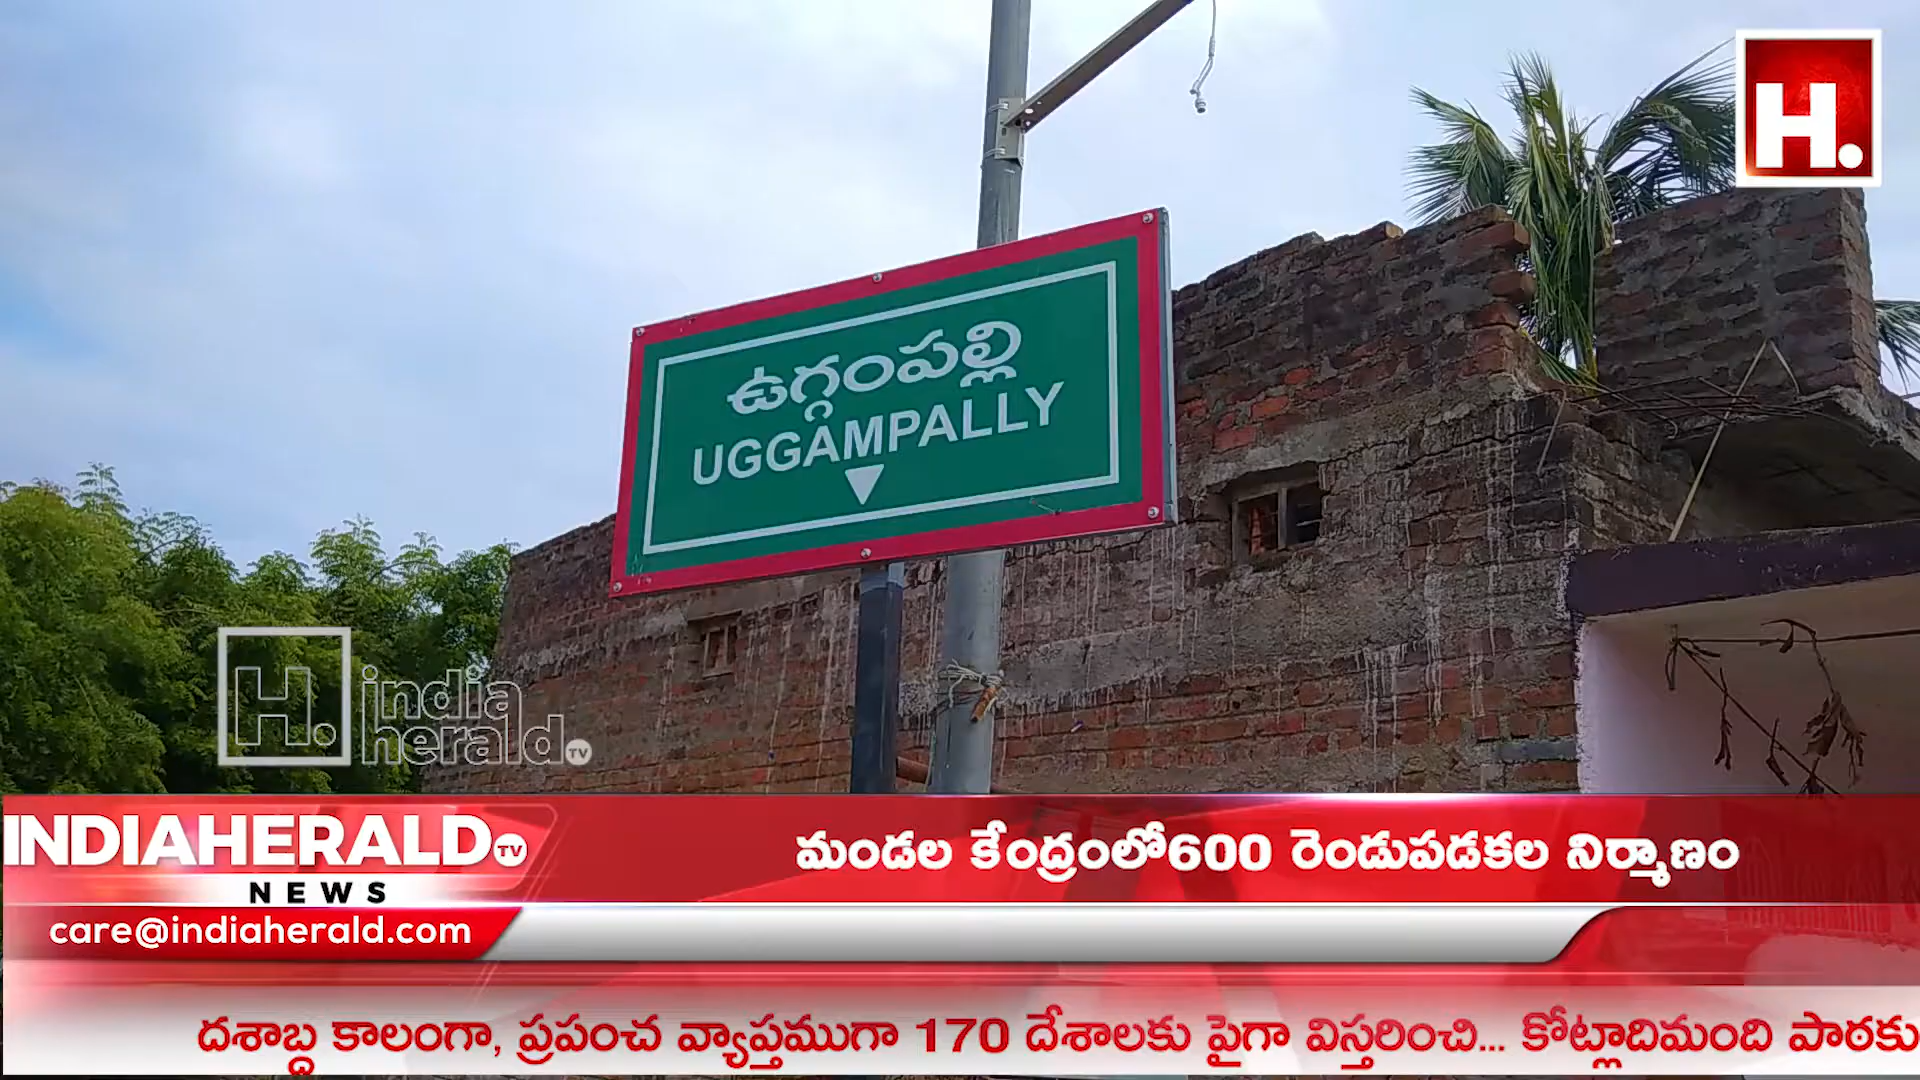 H.
ఉగ్గంపల్లి
UGGAMPALLY
H. india
herald TV
INDIAHERALD TV
NEWS
మండల కేంద్రంలో600 రెండుపడకల నిర్మాణం
care@indiaherald.com
దశాబ్ద కాలంగా, ప్రపంచ వ్యాప్తముగా 170 దేశాలకు పైగా విస్తరించి... కోట్లాదిమంది పాఠకు